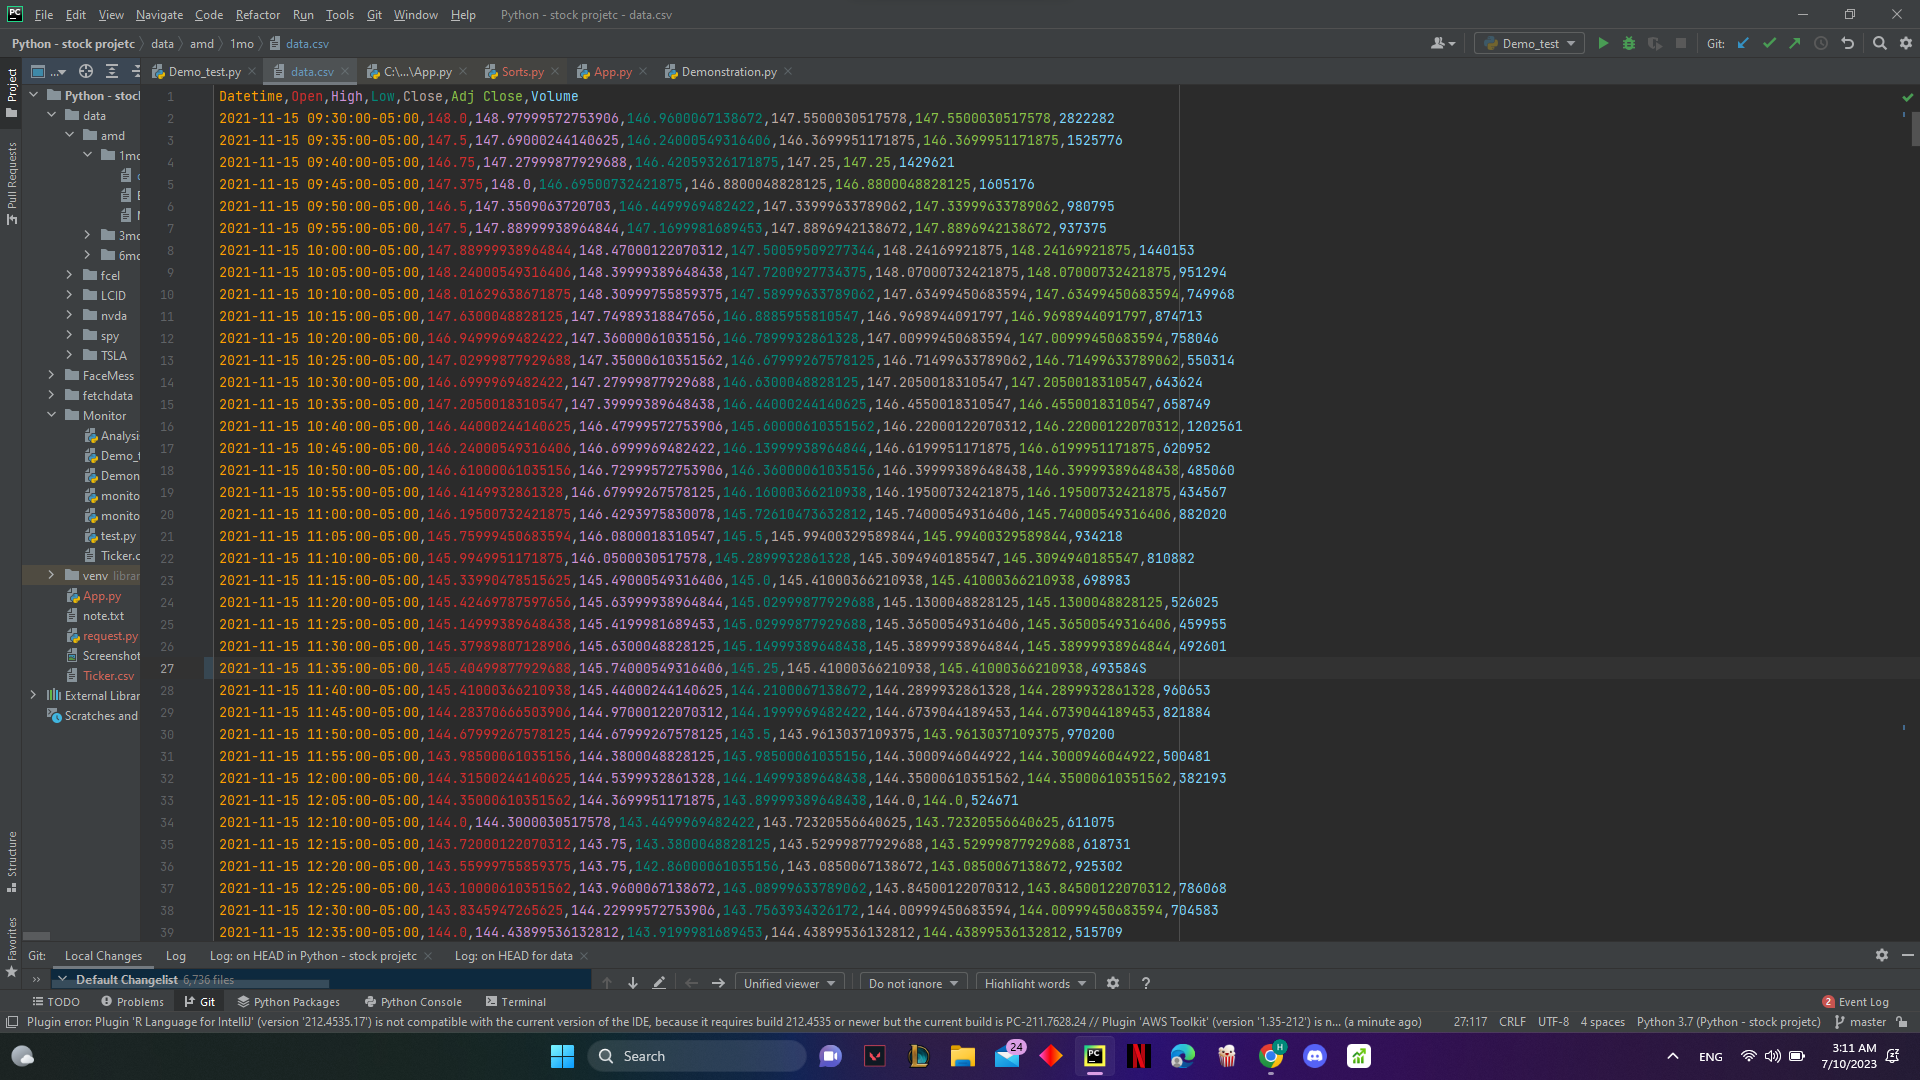 File Edit View Navigate Code Refactor Run Tools Git Window Help Python - stock projetc - data.csv
Python - stock projetc data amd 1mo data.csv Demo_test Git:
Demo_test.py data.csv C:\...\App.py Sorts.py App.py Demonstration.py
Project
Pull Requests
Structure
Favorites
Python - stoc
data
amd
1mo
3mo
6mo
fcel
LCID
nvda
spy
TSLA
FaceMess
fetchdata
Monitor
Analysi
Demo_t
Demon
monito
monito
test.py
Ticker.c
venv librar
App.py
note.txt
request.py
Screenshot
Ticker.csv
External Librar
Scratches and
1 Datetime,Open,High,Low,Close,Adj Close,Volume
2 2021-11-15 09:30:00-05:00,148.0,148.97999572753906,146.9600067138672,147.5500030517578,147.5500030517578,2822282
3 2021-11-15 09:35:00-05:00,147.5,147.69000244140625,146.24000549316406,146.3699951171875,146.3699951171875,1525776
4 2021-11-15 09:40:00-05:00,146.75,147.27999877929688,146.42059326171875,147.25,147.25,1429621
5 2021-11-15 09:45:00-05:00,147.375,148.0,146.69500732421875,146.8800048828125,146.8800048828125,1605176
6 2021-11-15 09:50:00-05:00,146.5,147.3509063720703,146.4499969482422,147.33999633789062,147.33999633789062,980795
7 2021-11-15 09:55:00-05:00,147.5,147.88999938964844,147.1699981689453,147.8896942138672,147.8896942138672,937375
8 2021-11-15 10:00:00-05:00,147.88999938964844,148.47000122070312,147.50059509277344,148.24169921875,148.24169921875,1440153
9 2021-11-15 10:05:00-05:00,148.24000549316406,148.39999389648438,147.7200927734375,148.07000732421875,148.07000732421875,951294
10 2021-11-15 10:10:00-05:00,148.01629638671875,148.30999755859375,147.58999633789062,147.63499450683594,147.63499450683594,749968
11 2021-11-15 10:15:00-05:00,147.6300048828125,147.74989318847656,146.8885955810547,146.9698944091797,146.9698944091797,874713
12 2021-11-15 10:20:00-05:00,146.9499969482422,147.36000061035156,146.7899932861328,147.00999450683594,147.00999450683594,758046
13 2021-11-15 10:25:00-05:00,147.02999877929688,147.35000610351562,146.67999267578125,146.71499633789062,146.71499633789062,550314
14 2021-11-15 10:30:00-05:00,146.6999969482422,147.27999877929688,146.6300048828125,147.2050018310547,147.2050018310547,643624
15 2021-11-15 10:35:00-05:00,147.2050018310547,147.39999389648438,146.44000244140625,146.4550018310547,146.4550018310547,658749
16 2021-11-15 10:40:00-05:00,146.44000244140625,146.47999572753906,145.60000610351562,146.22000122070312,146.22000122070312,1202561
17 2021-11-15 10:45:00-05:00,146.24000549316406,146.6999969482422,146.13999938964844,146.6199951171875,146.6199951171875,620952
18 2021-11-15 10:50:00-05:00,146.61000061035156,146.72999572753906,146.36000061035156,146.39999389648438,146.39999389648438,485060
19 2021-11-15 10:55:00-05:00,146.4149932861328,146.67999267578125,146.16000366210938,146.19500732421875,146.19500732421875,434567
20 2021-11-15 11:00:00-05:00,146.19500732421875,146.4293975830078,145.72610473632812,145.74000549316406,145.74000549316406,882020
21 2021-11-15 11:05:00-05:00,145.75999450683594,146.0800018310547,145.5,145.99400329589844,145.99400329589844,934218
22 2021-11-15 11:10:00-05:00,145.9949951171875,146.0500030517578,145.2899932861328,145.3094940185547,145.3094940185547,810882
23 2021-11-15 11:15:00-05:00,145.33990478515625,145.49000549316406,145.0,145.41000366210938,145.41000366210938,698983
24 2021-11-15 11:20:00-05:00,145.42469787597656,145.63999938964844,145.02999877929688,145.1300048828125,145.1300048828125,526025
25 2021-11-15 11:25:00-05:00,145.14999389648438,145.4199981689453,145.02999877929688,145.36500549316406,145.36500549316406,459955
26 2021-11-15 11:30:00-05:00,145.37989807128906,145.6300048828125,145.14999389648438,145.38999938964844,145.38999938964844,492601
27 2021-11-15 11:35:00-05:00,145.40499877929688,145.74000549316406,145.25,145.41000366210938,145.41000366210938,493584S
28 2021-11-15 11:40:00-05:00,145.41000366210938,145.44000244140625,144.2100067138672,144.2899932861328,144.2899932861328,960653
29 2021-11-15 11:45:00-05:00,144.28370666503906,144.97000122070312,144.1999969482422,144.6739044189453,144.6739044189453,821884
30 2021-11-15 11:50:00-05:00,144.67999267578125,144.67999267578125,143.5,143.9613037109375,143.9613037109375,970200
31 2021-11-15 11:55:00-05:00,143.98500061035156,144.3800048828125,143.98500061035156,144.3000946044922,144.3000946044922,500481
32 2021-11-15 12:00:00-05:00,144.31500244140625,144.5399932861328,144.14999389648438,144.35000610351562,144.35000610351562,382193
33 2021-11-15 12:05:00-05:00,144.35000610351562,144.3699951171875,143.89999389648438,144.0,144.0,524671
34 2021-11-15 12:10:00-05:00,144.0,144.3000030517578,143.4499969482422,143.72320556640625,143.72320556640625,611075
35 2021-11-15 12:15:00-05:00,143.72000122070312,143.75,143.3800048828125,143.52999877929688,143.52999877929688,618731
36 2021-11-15 12:20:00-05:00,143.55999755859375,143.75,142.86000061035156,143.0850067138672,143.0850067138672,925302
37 2021-11-15 12:25:00-05:00,143.10000610351562,143.9600067138672,143.08999633789062,143.84500122070312,143.84500122070312,786068
38 2021-11-15 12:30:00-05:00,143.8345947265625,144.22999572753906,143.7563934326172,144.00999450683594,144.00999450683594,704583
39 2021-11-15 12:35:00-05:00,144.0,144.43899536132812,143.9199981689453,144.43899536132812,144.43899536132812,515709
Git: Local Changes Log Log: on HEAD in Python - stock projetc Log: on HEAD for data
Default Changelist 6,736 files Unified viewer Do not ignore Highlight words ?
TODO Problems Git Python Packages Python Console Terminal 2 Event Log
Plugin error: Plugin 'R Language for IntelliJ' (version '212.4535.17') is not compatible with the current version of the IDE, because it requires build 212.4535 or newer but the current build is PC-211.7628.24 // Plugin 'AWS Toolkit' (version '1.35-212') is n... (a minute ago) 27:117 CRLF UTF-8 4 spaces Python 3.7 (Python - stock projetc) master
Search 24 ENG 3:11 AM
7/10/2023